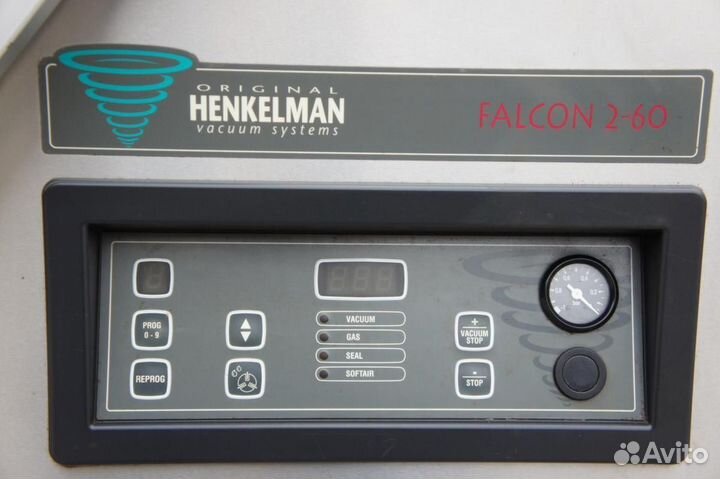 ORIGINAL
HENKELMAN
vacuum systems
FALCON 2-60
PROG
0 - 9
REPROG
VACUUM
GAS
SEAL
SOFTAIR
+
VACUUM
STOP
-
STOP
bar
Avito